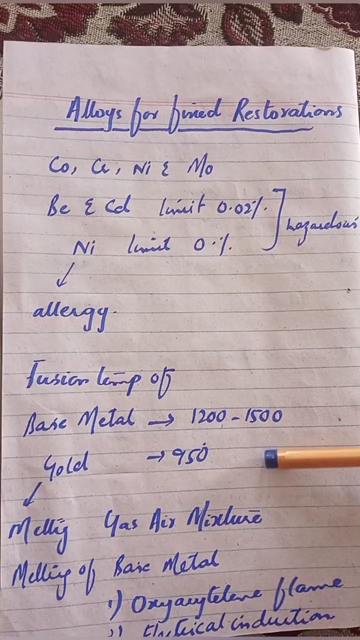 Alloys for fixed Restorations
Co, Cr, Ni & Mo
Be & Cd limit 0.02%
hazardous
Ni limit 0%
allergy.
Fusion temp of
Base Metal → 1200 - 1500
Gold → 950
Melting Gas Air Mixture
Melting of Base Metal
1) Oxyacytelene flame
11) Electrical induction